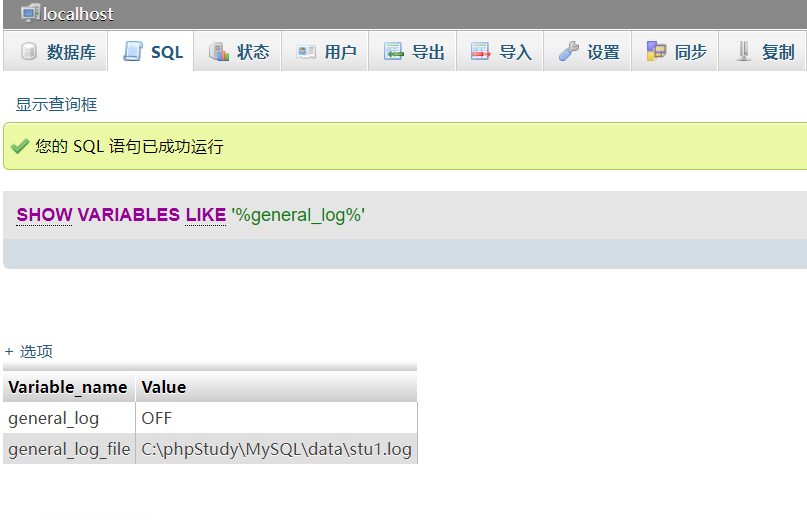 localhost
数据库 SQL 状态 用户 导出 导入 设置 同步 复制
显示查询框
您的 SQL 语句已成功运行
SHOW VARIABLES LIKE '%general_log%'
+ 选项
Variable_name Value
general_log OFF
general_log_file C:\phpStudy\MySQL\data\stu1.log